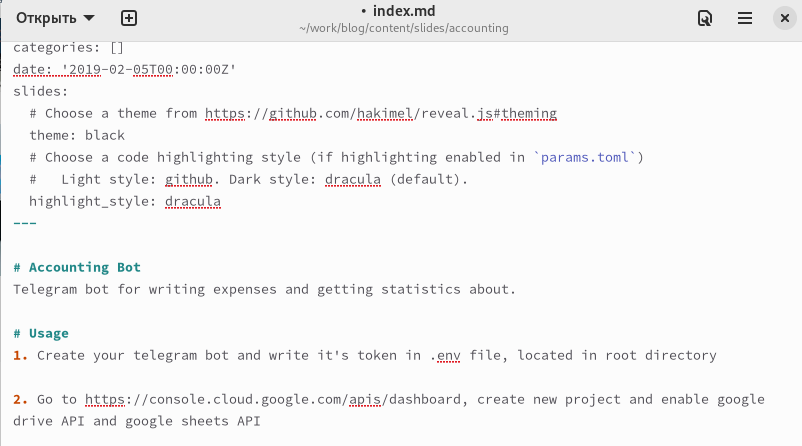 Открыть
• index.md
~/work/blog/content/slides/accounting
categories: []
date: '2019-02-05T00:00:00Z'
slides:
# Choose a theme from https://github.com/hakimel/reveal.js#theming
theme: black
# Choose a code highlighting style (if highlighting enabled in `params.toml`)
#   Light style: github. Dark style: dracula (default).
highlight_style: dracula
---
# Accounting Bot
Telegram bot for writing expenses and getting statistics about.
# Usage
1. Create your telegram bot and write it's token in .env file, located in root directory
2. Go to https://console.cloud.google.com/apis/dashboard, create new project and enable google
drive API and google sheets API